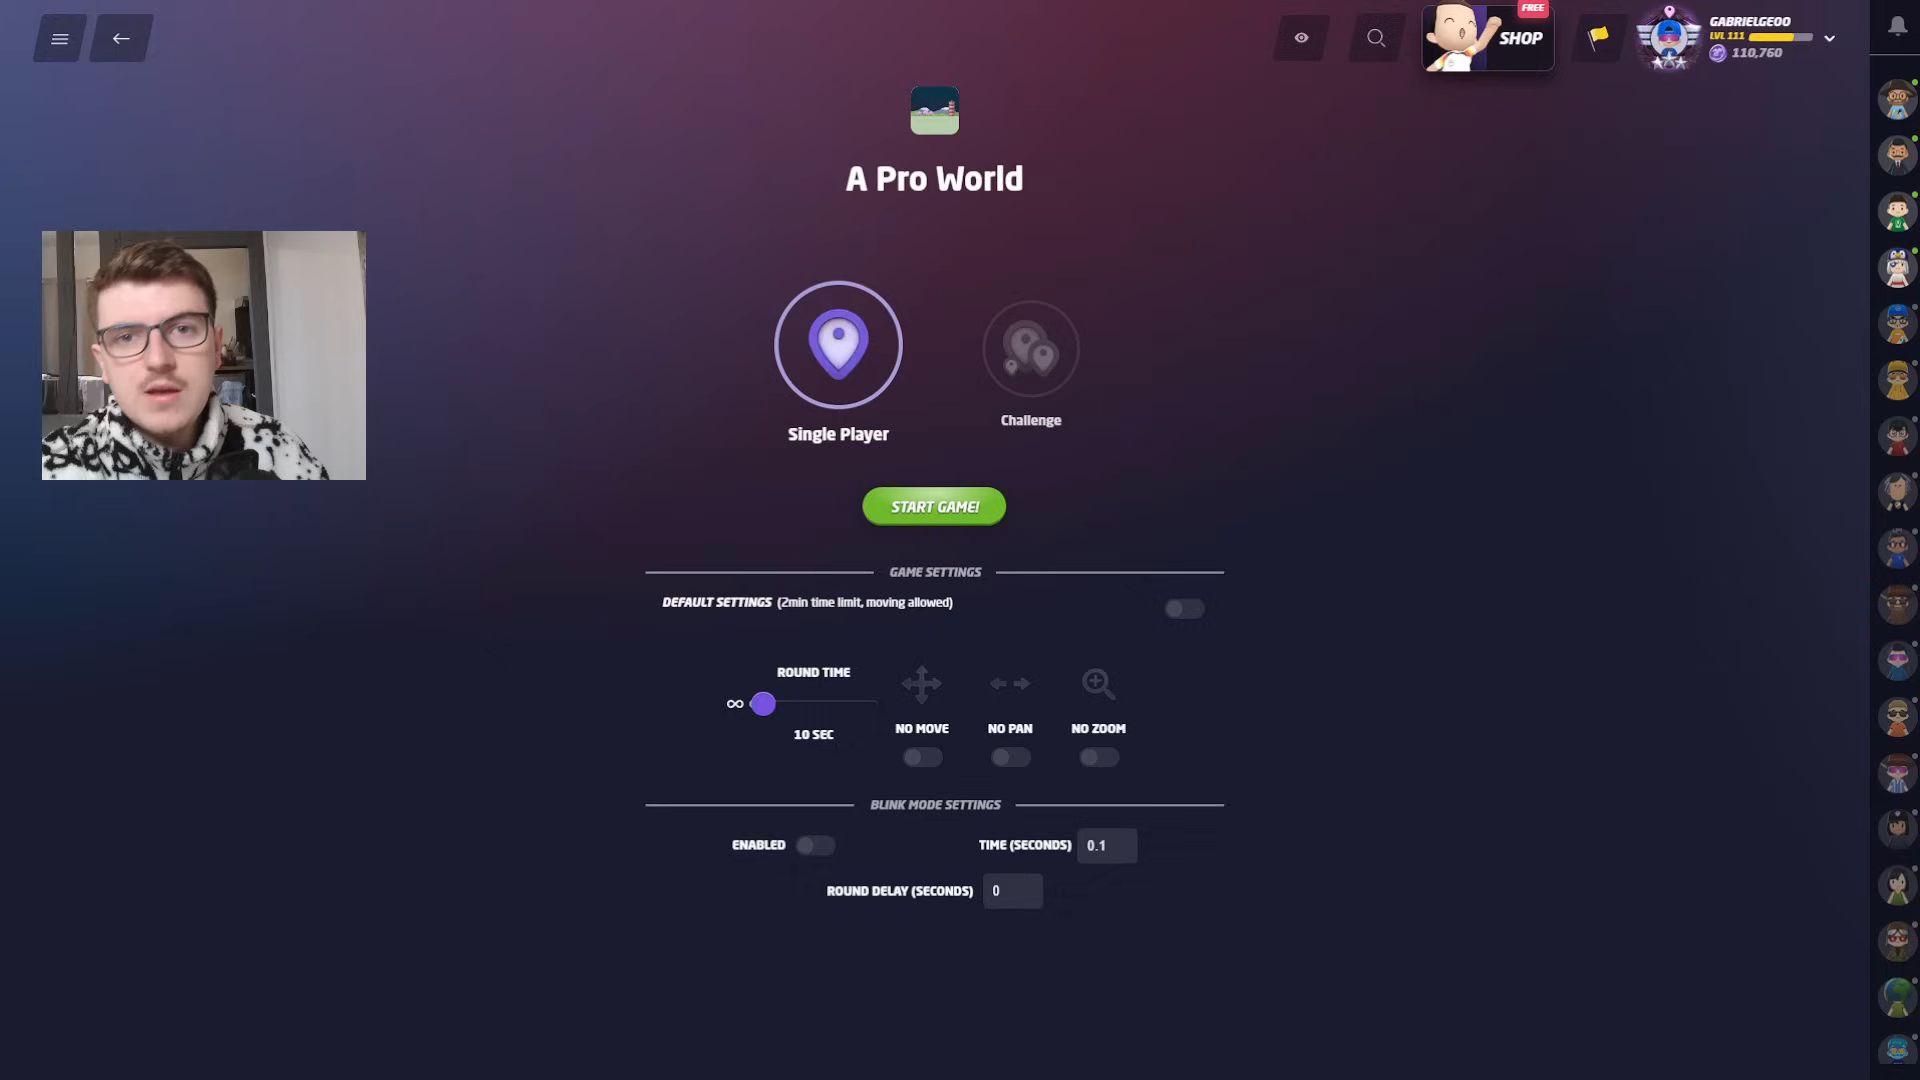 FREE
SHOP
GABRIELGEOO
LVL 111
110,760
A Pro World
Single Player
Challenge
START GAME!
GAME SETTINGS
DEFAULT SETTINGS (2min time limit, moving allowed)
ROUND TIME
∞
10 SEC
NO MOVE
NO PAN
NO ZOOM
BLINK MODE SETTINGS
ENABLED
TIME (SECONDS) 0.1
ROUND DELAY (SECONDS) 0